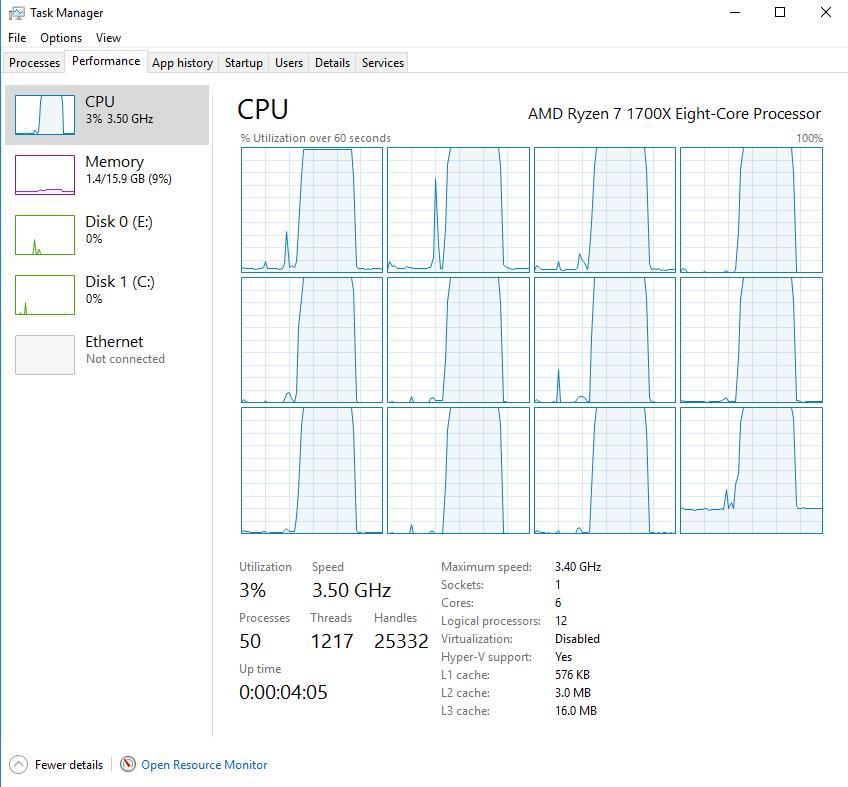 Task Manager
File Options View
Processes Performance App history Startup Users Details Services
CPU
3% 3.50 GHz
Memory
1.4/15.9 GB (9%)
Disk 0 (E:)
0%
Disk 1 (C:)
0%
Ethernet
Not connected
CPU AMD Ryzen 7 1700X Eight-Core Processor
% Utilization over 60 seconds 100%
Utilization Speed
3% 3.50 GHz
Processes Threads Handles
50 1217 25332
Up time
0:00:04:05
Maximum speed: 3.40 GHz
Sockets: 1
Cores: 6
Logical processors: 12
Virtualization: Disabled
Hyper-V support: Yes
L1 cache: 576 KB
L2 cache: 3.0 MB
L3 cache: 16.0 MB
Fewer details Open Resource Monitor